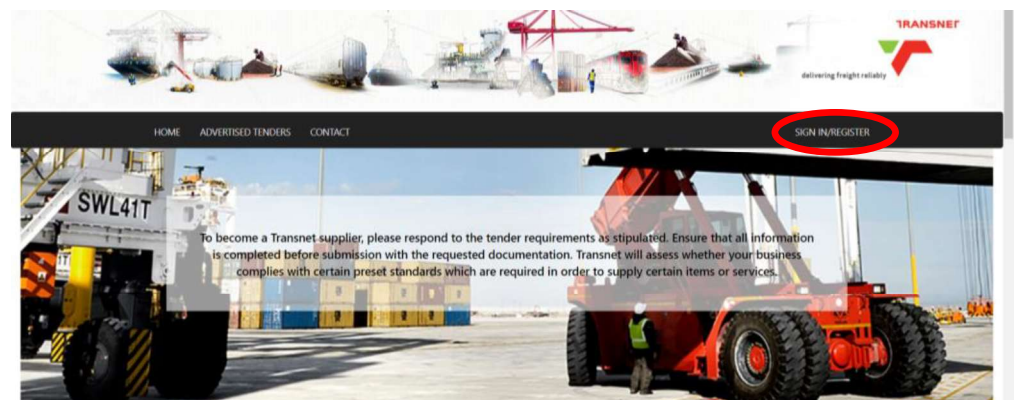 TRANSNET
delivering freight reliably
HOME ADVERTISED TENDERS CONTACT SIGN IN/REGISTER
SWL41T
To become a Transnet supplier, please respond to the tender requirements as stipulated. Ensure that all information
is completed before submission with the requested documentation. Transnet will assess whether your business
complies with certain preset standards which are required in order to supply certain items or services.